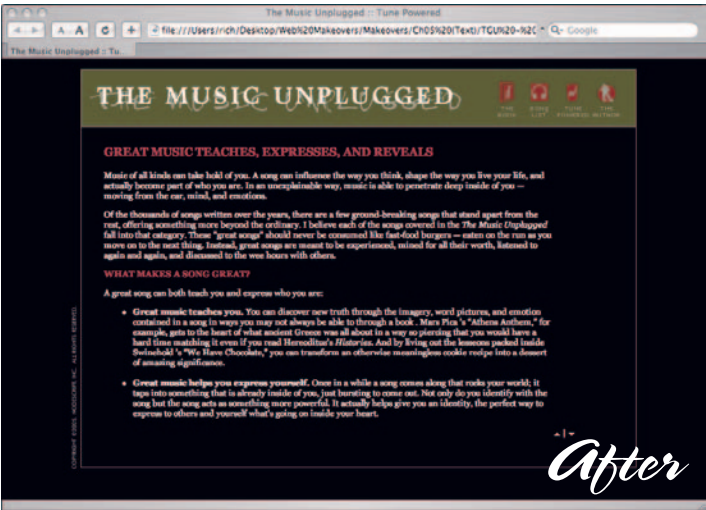 The Music Unplugged :: Tune Powered
A A C + file:///Users/rich/Desktop/Web%20Makeovers/Makeovers/Ch05%20(Text)/TGU%20-%20 Google
The Music Unplugged :: Tu...
THE MUSIC UNPLUGGED
THE BOOK SONG LIST TUNE POWERED THE AUTHOR
GREAT MUSIC TEACHES, EXPRESSES, AND REVEALS
Music of all kinds can take hold of you. A song can influence the way you think, shape the way you live your life, and
actually become part of who you are. In an unexplainable way, music is able to penetrate deep inside of you —
moving from the ear, mind, and emotions.
Of the thousands of songs written over the years, there are a few ground-breaking songs that stand apart from the
rest, offering something more beyond the ordinary. I believe each of the songs covered in the The Music Unplugged
fall into that category. These "great songs" should never be consumed like fast-food burgers — eaten on the run as you
move on to the next thing. Instead, great songs are meant to be experienced, mined for all their worth, listened to
again and again, and discussed to the wee hours with others.
WHAT MAKES A SONG GREAT?
A great song can both teach you and express who you are:
• Great music teaches you. You can discover new truth through the imagery, word pictures, and emotion
contained in a song in ways you may not always be able to through a book . Mars Pica 's "Athens Anthem," for
example, gets to the heart of what ancient Greece was all about in a way so piercing that you would have a
hard time matching it even if you read Hereoditus's Histories. And by living out the lesseons packed inside
Swinehold 's "We Have Chocolate," you can transform an otherwise meaningless cookie recipe into a dessert
of amazing significance.
• Great music helps you express yourself. Once in a while a song comes along that rocks your world; it
taps into something that is already inside of you, just bursting to come out. Not only do you identify with the
song but the song acts as something more powerful. It actually helps give you an identity, the perfect way to
express to others and yourself what's going on inside your heart.
After